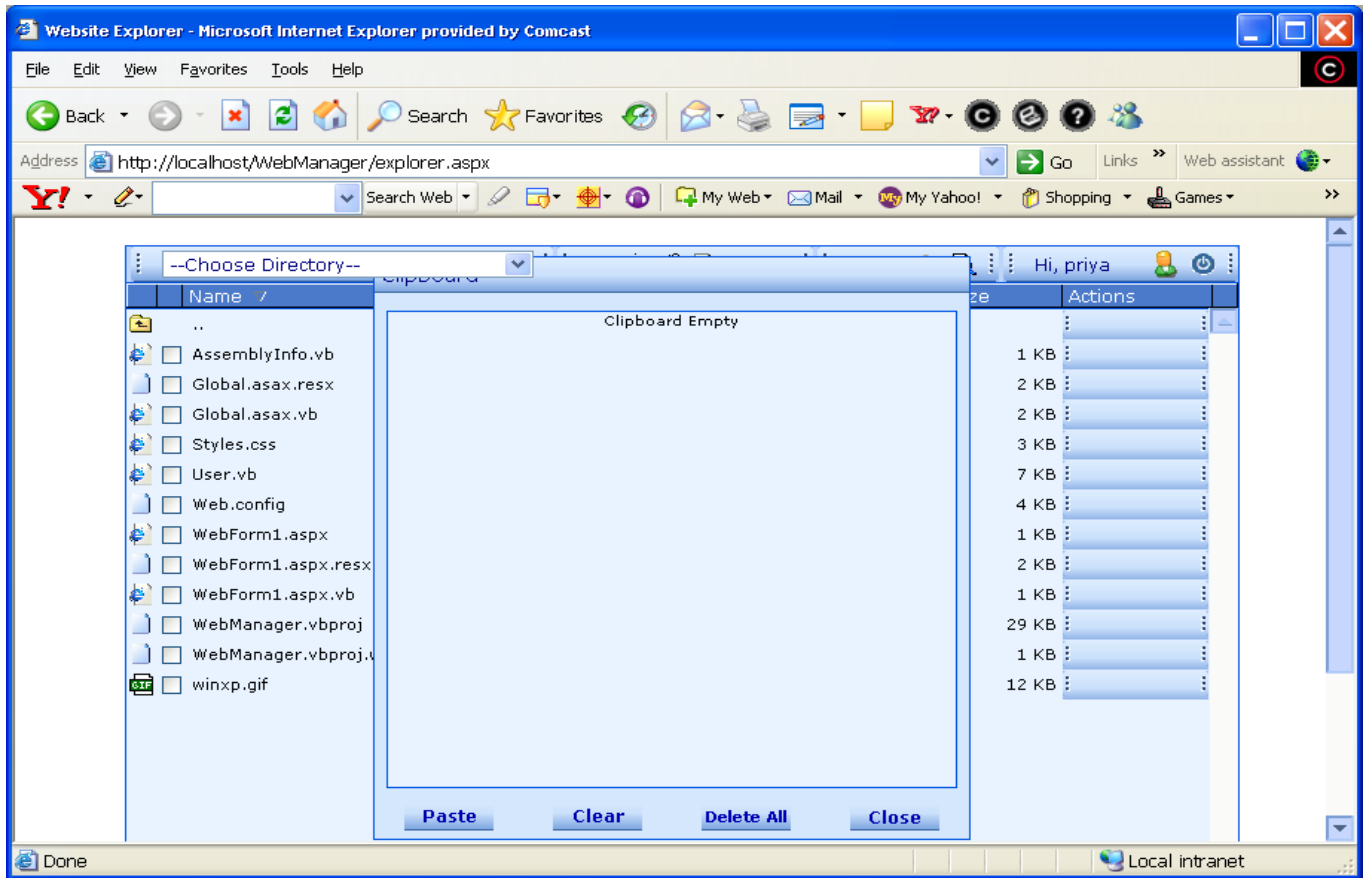 Website Explorer - Microsoft Internet Explorer provided by Comcast
File Edit View Favorites Tools Help
Back Search Favorites
Address http://localhost/WebManager/explorer.aspx Go Links » Web assistant
Y! Search Web My Web Mail My Yahoo! Shopping Games »
--Choose Directory-- Hi, priya
Name Actions
Clipboard
Clipboard Empty
..
AssemblyInfo.vb 1 KB
Global.asax.resx 2 KB
Global.asax.vb 2 KB
Styles.css 3 KB
User.vb 7 KB
Web.config 4 KB
WebForm1.aspx 1 KB
WebForm1.aspx.resx 2 KB
WebForm1.aspx.vb 1 KB
WebManager.vbproj 29 KB
WebManager.vbproj. 1 KB
GIF winxp.gif 12 KB
Paste Clear Delete All Close
Done Local intranet